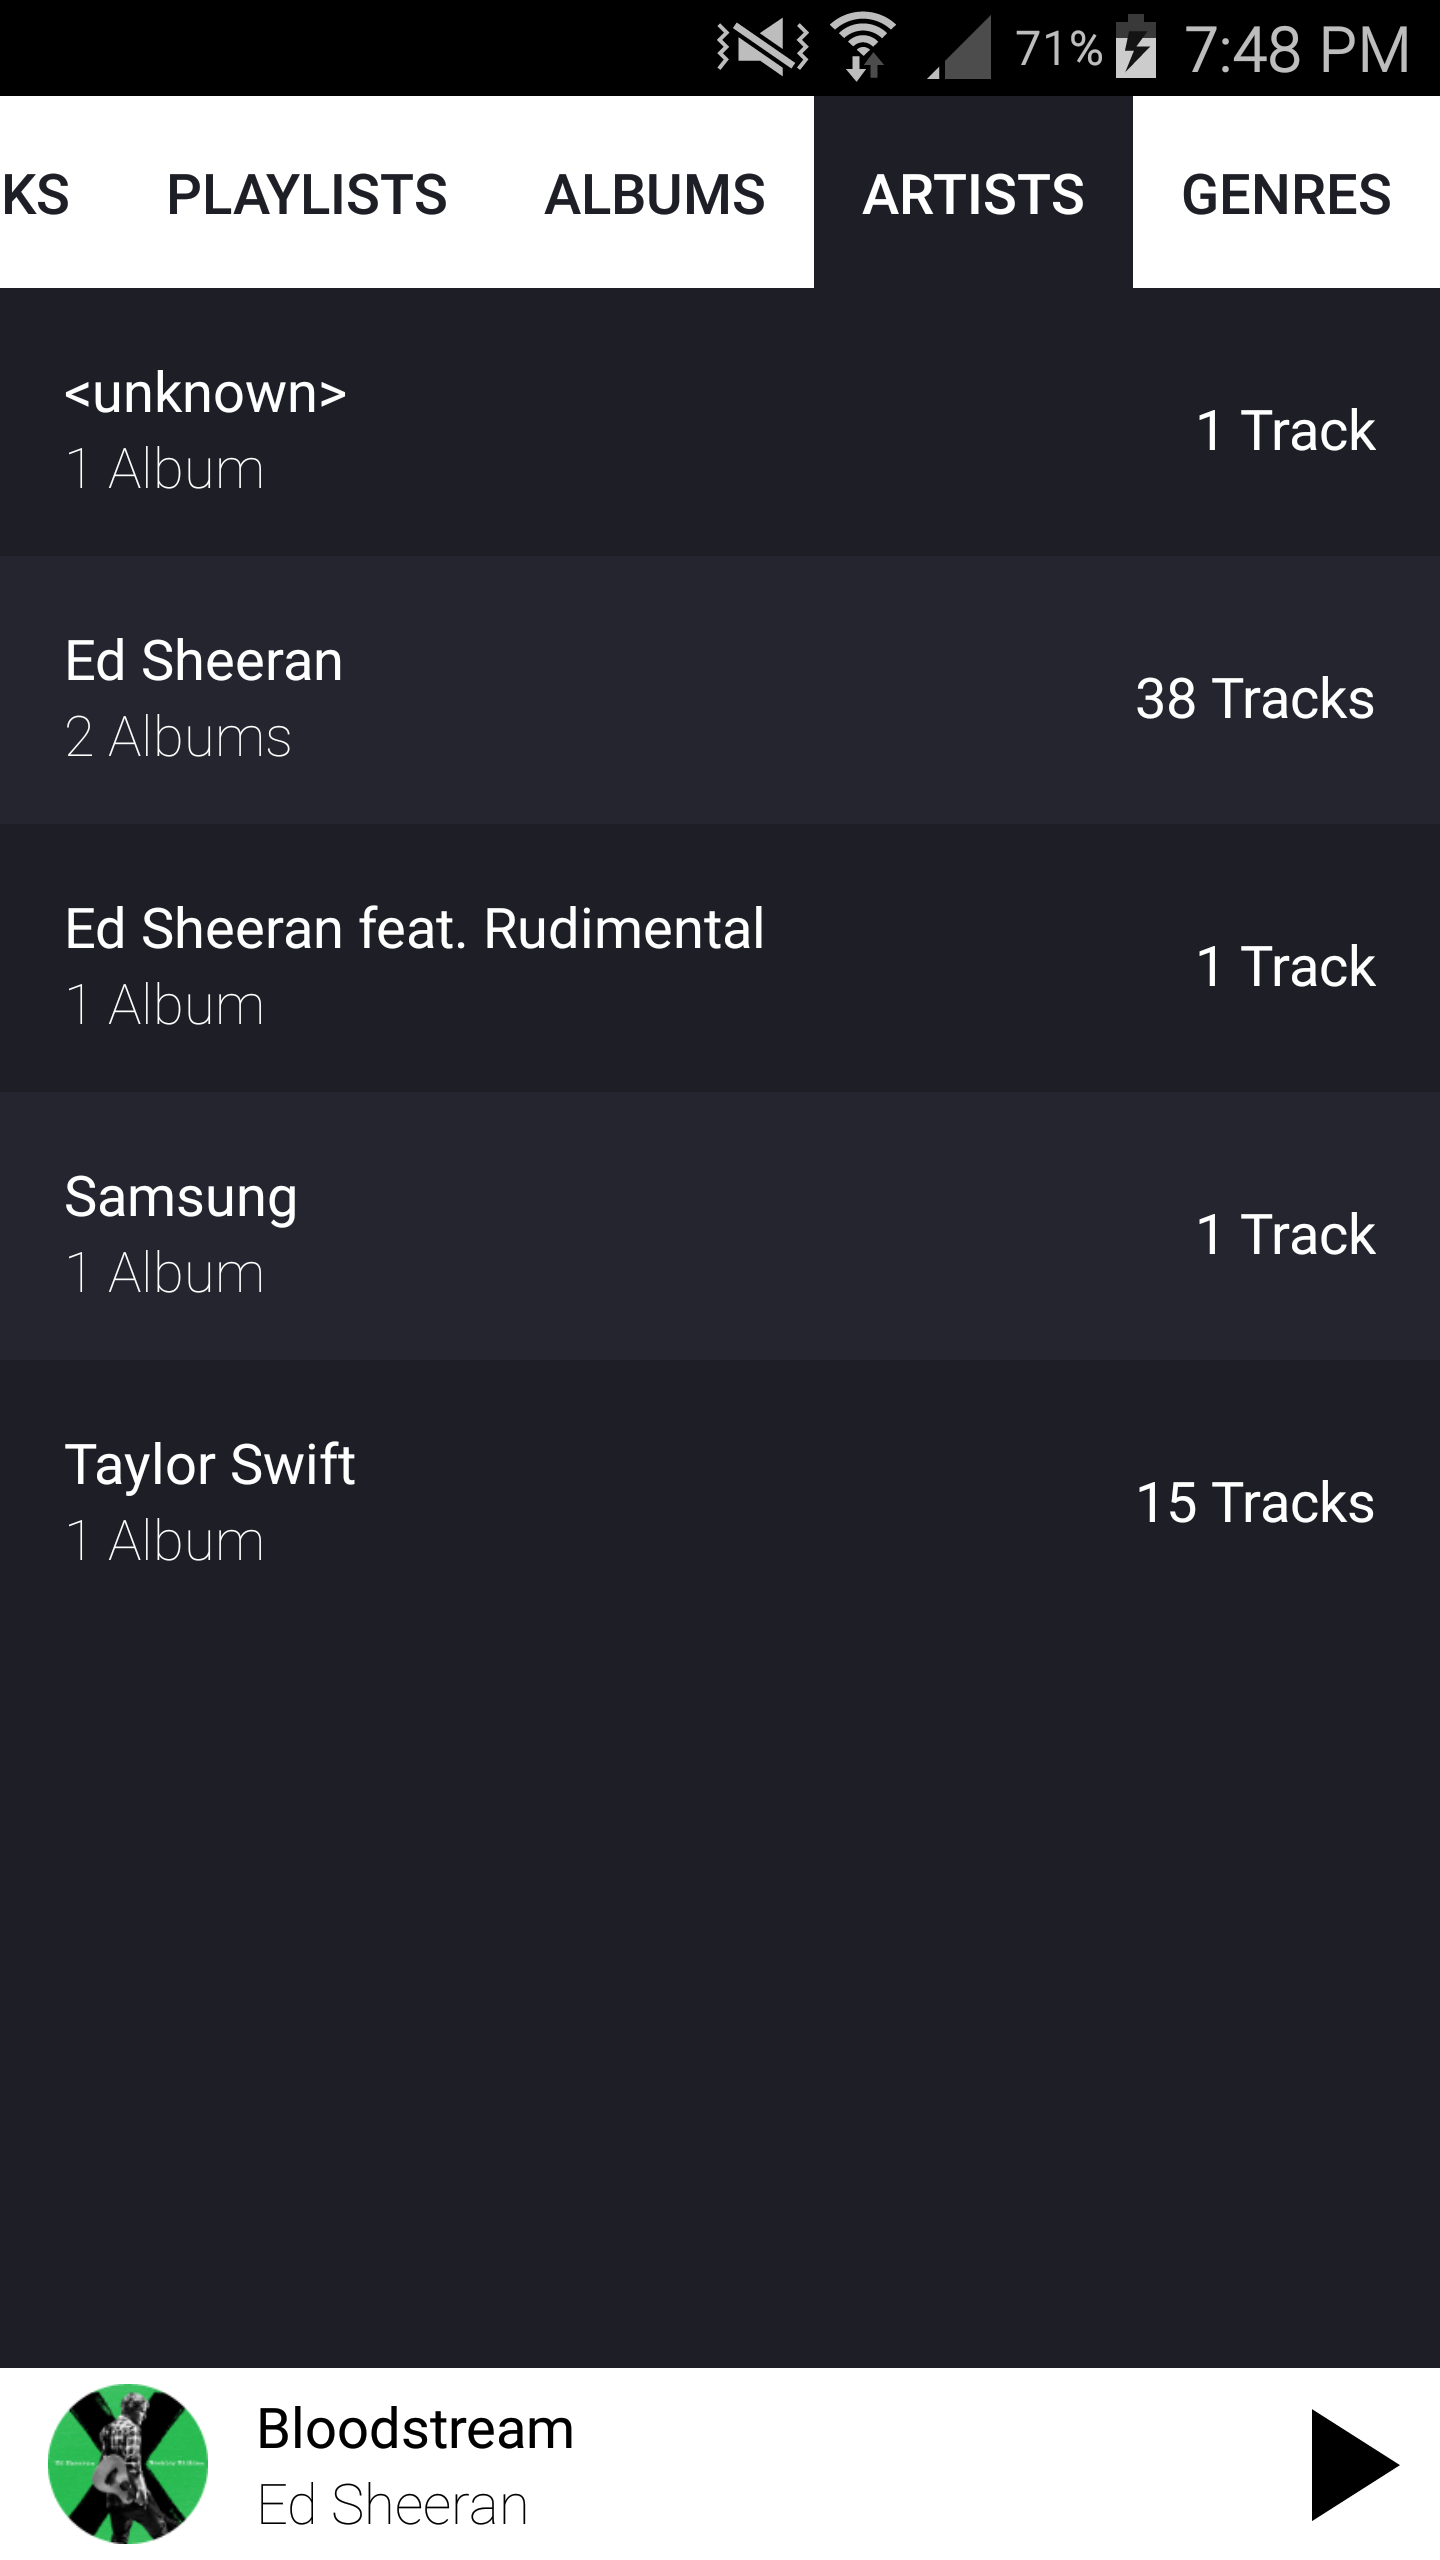 71% 7:48 PM
KS PLAYLISTS ALBUMS ARTISTS GENRES
<unknown>
1 Album
1 Track
Ed Sheeran
2 Albums
38 Tracks
Ed Sheeran feat. Rudimental
1 Album
1 Track
Samsung
1 Album
1 Track
Taylor Swift
1 Album
15 Tracks
Bloodstream
Ed Sheeran